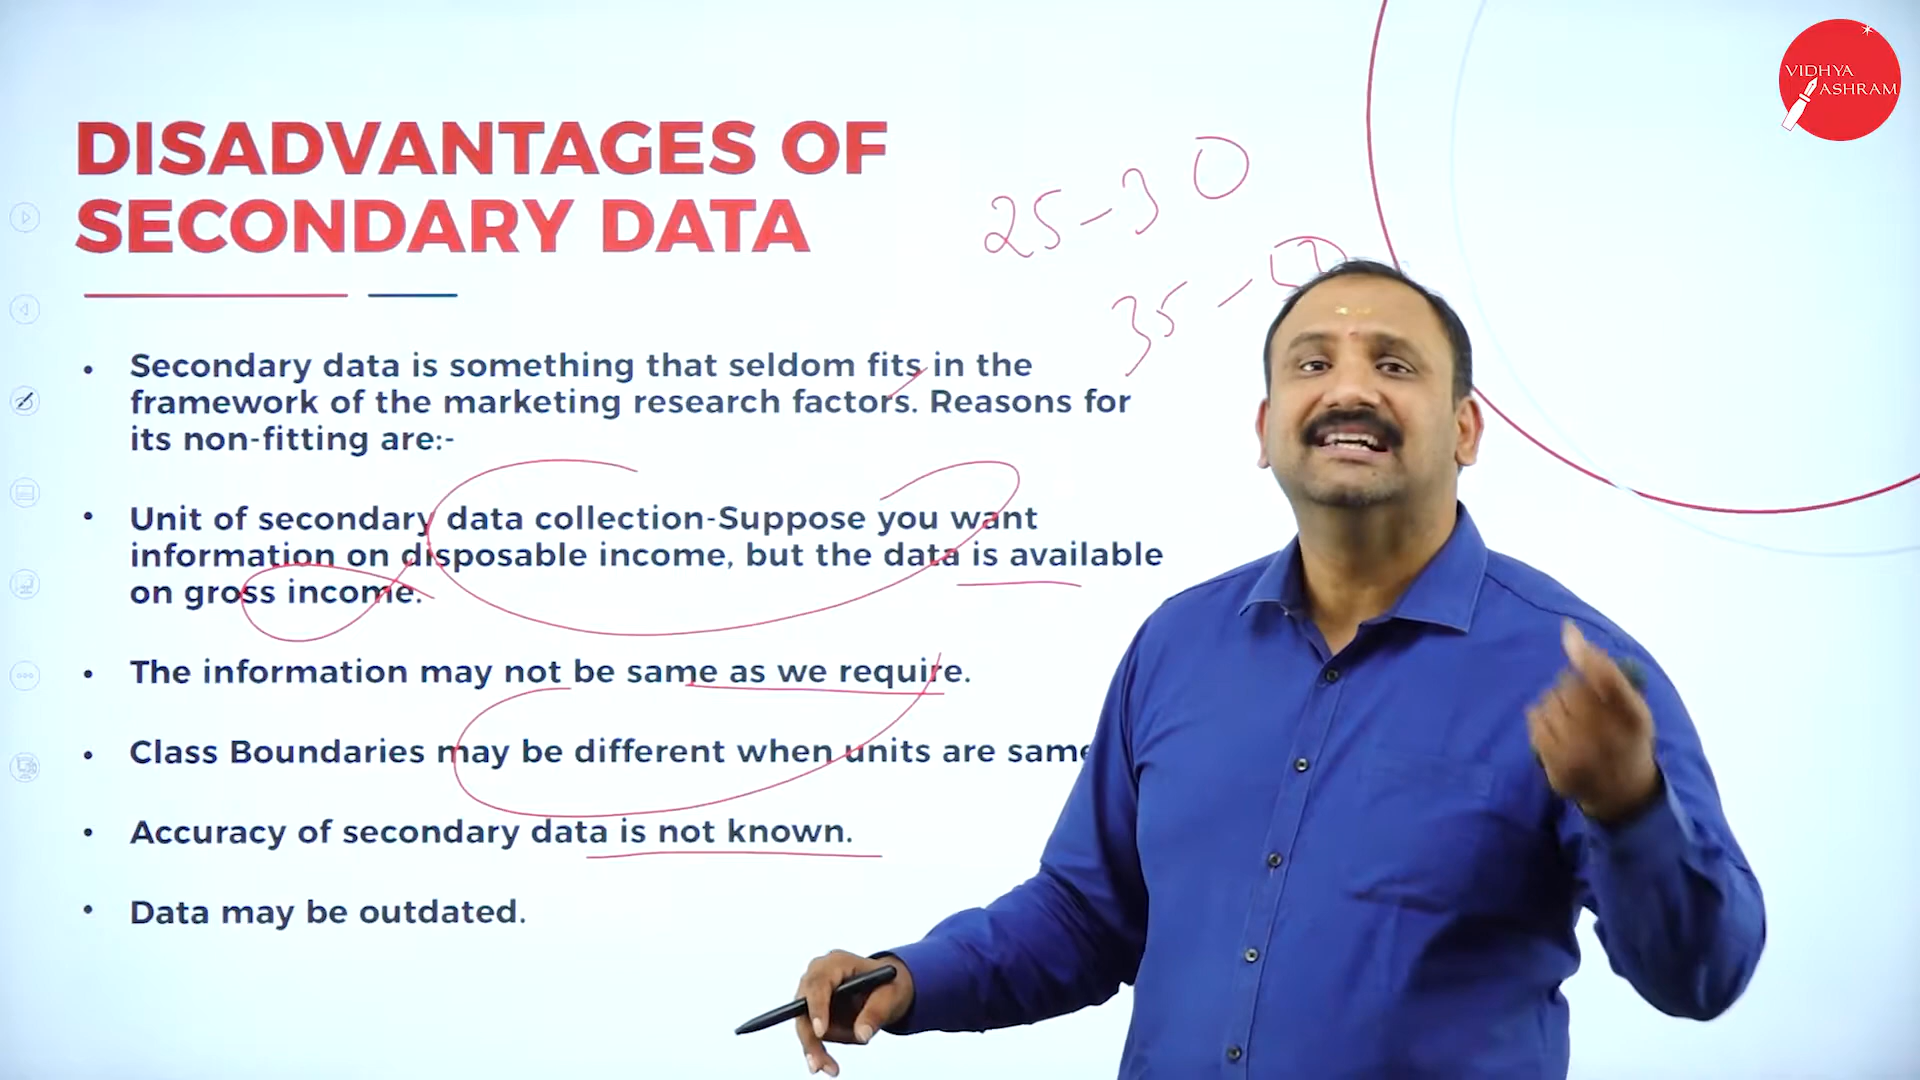 VIDHYA
ASHRAM
DISADVANTAGES OF
SECONDARY DATA
25-30
35-
• Secondary data is something that seldom fits in the
framework of the marketing research factors. Reasons for
its non-fitting are:-
• Unit of secondary data collection-Suppose you want
information on disposable income, but the data is available
on gross income.
• The information may not be same as we require.
• Class Boundaries may be different when units are same
• Accuracy of secondary data is not known.
• Data may be outdated.